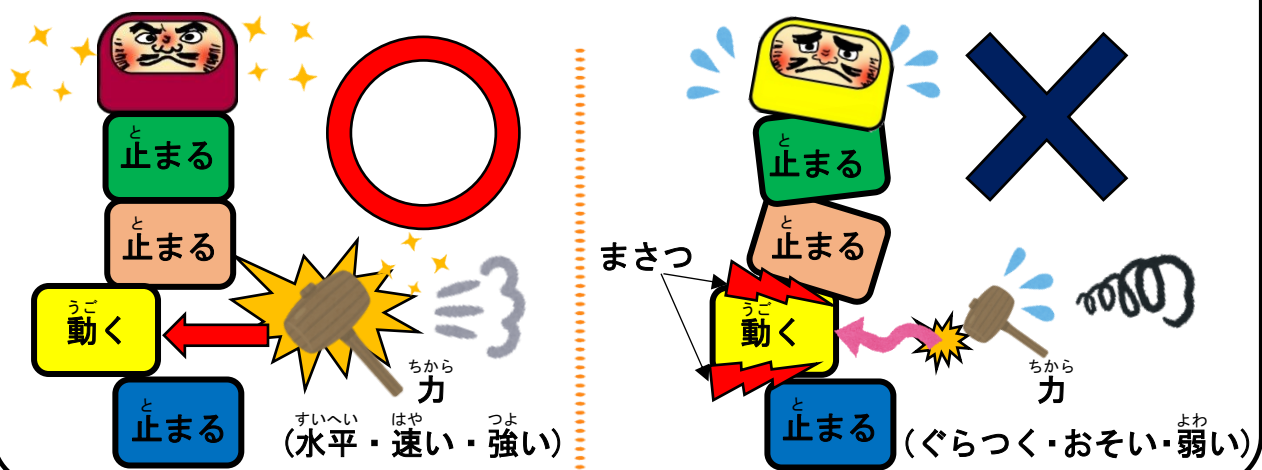 止まる
止まる
動く
止まる
力
(水平・速い・強い)
止まる
止まる
まさつ
動く
止まる
力
(ぐらつく・おそい・弱い)
と
と
うご
と
ちから
すいへい はや つよ
と
と
うご
と
ちから
よわ